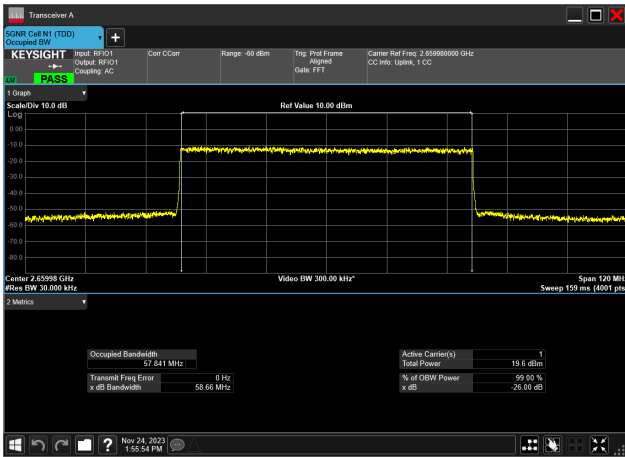 Transceiver A
5GNR Cell N1 (TDD)
Occupied BW
KEYSIGHT
Input: RFIO1
Output: RFIO1
Coupling: AC
Corr CCorr
Range: -60 dBm
Trig: Prot Frame
Aligned
Gate: FFT
Carrier Ref Freq: 2.659980000 GHz
CC Info: Uplink, 1 CC
PASS
1 Graph
Scale/Div 10.0 dB
Ref Value 10.00 dBm
Log
0.00
-10.0
-20.0
-30.0
-40.0
-50.0
-60.0
-70.0
-80.0
Center 2.65998 GHz
Video BW 300.00 kHz*
Span 120 MHz
#Res BW 30.000 kHz
Sweep 159 ms (4001 pts
2 Metrics
Occupied Bandwidth
57.841 MHz
Transmit Freq Error 0 Hz
x dB Bandwidth 58.66 MHz
Active Carrier(s) 1
Total Power 19.6 dBm
% of OBW Power 99.00 %
x dB -26.00 dB
Nov 24, 2023
1:55:54 PM